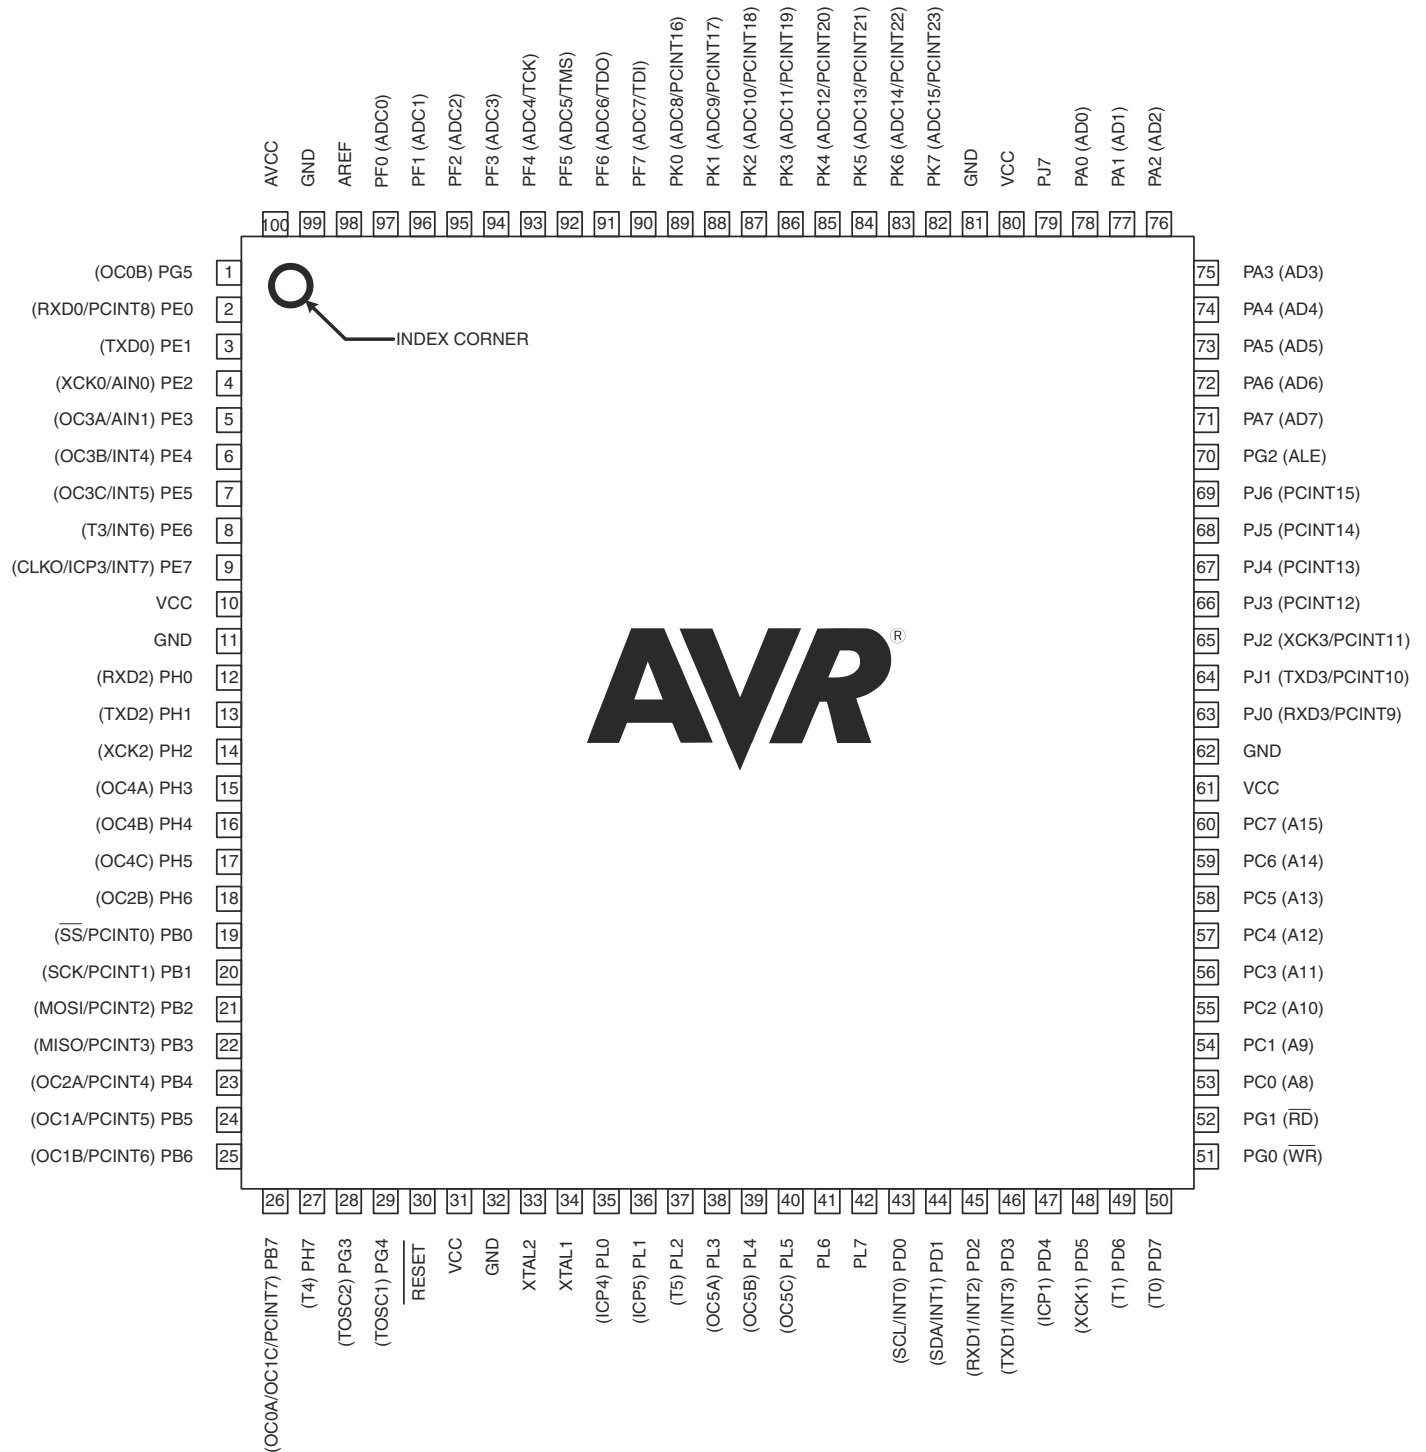 AVCC
GND
AREF
PF0 (ADC0)
PF1 (ADC1)
PF2 (ADC2)
PF3 (ADC3)
PF4 (ADC4/TCK)
PF5 (ADC5/TMS)
PF6 (ADC6/TDO)
PF7 (ADC7/TDI)
PK0 (ADC8/PCINT16)
PK1 (ADC9/PCINT17)
PK2 (ADC10/PCINT18)
PK3 (ADC11/PCINT19)
PK4 (ADC12/PCINT20)
PK5 (ADC13/PCINT21)
PK6 (ADC14/PCINT22)
PK7 (ADC15/PCINT23)
GND
VCC
PJ7
PA0 (AD0)
PA1 (AD1)
PA2 (AD2)
100 99 98 97 96 95 94 93 92 91 90 89 88 87 86 85 84 83 82 81 80 79 78 77 76
(OC0B) PG5 1
(RXD0/PCINT8) PE0 2
(TXD0) PE1 3
(XCK0/AIN0) PE2 4
(OC3A/AIN1) PE3 5
(OC3B/INT4) PE4 6
(OC3C/INT5) PE5 7
(T3/INT6) PE6 8
(CLKO/ICP3/INT7) PE7 9
VCC 10
GND 11
(RXD2) PH0 12
(TXD2) PH1 13
(XCK2) PH2 14
(OC4A) PH3 15
(OC4B) PH4 16
(OC4C) PH5 17
(OC2B) PH6 18
(SS/PCINT0) PB0 19
(SCK/PCINT1) PB1 20
(MOSI/PCINT2) PB2 21
(MISO/PCINT3) PB3 22
(OC2A/PCINT4) PB4 23
(OC1A/PCINT5) PB5 24
(OC1B/PCINT6) PB6 25
INDEX CORNER
AVR®
75 PA3 (AD3)
74 PA4 (AD4)
73 PA5 (AD5)
72 PA6 (AD6)
71 PA7 (AD7)
70 PG2 (ALE)
69 PJ6 (PCINT15)
68 PJ5 (PCINT14)
67 PJ4 (PCINT13)
66 PJ3 (PCINT12)
65 PJ2 (XCK3/PCINT11)
64 PJ1 (TXD3/PCINT10)
63 PJ0 (RXD3/PCINT9)
62 GND
61 VCC
60 PC7 (A15)
59 PC6 (A14)
58 PC5 (A13)
57 PC4 (A12)
56 PC3 (A11)
55 PC2 (A10)
54 PC1 (A9)
53 PC0 (A8)
52 PG1 (RD)
51 PG0 (WR)
26 27 28 29 30 31 32 33 34 35 36 37 38 39 40 41 42 43 44 45 46 47 48 49 50
(OC0A/OC1C/PCINT7) PB7
(T4) PH7
(TOSC2) PG3
(TOSC1) PG4
RESET
VCC
GND
XTAL2
XTAL1
(ICP4) PL0
(ICP5) PL1
(T5) PL2
(OC5A) PL3
(OC5B) PL4
(OC5C) PL5
PL6
PL7
(SCL/INT0) PD0
(SDA/INT1) PD1
(RXD1/INT2) PD2
(TXD1/INT3) PD3
(ICP1) PD4
(XCK1) PD5
(T1) PD6
(T0) PD7